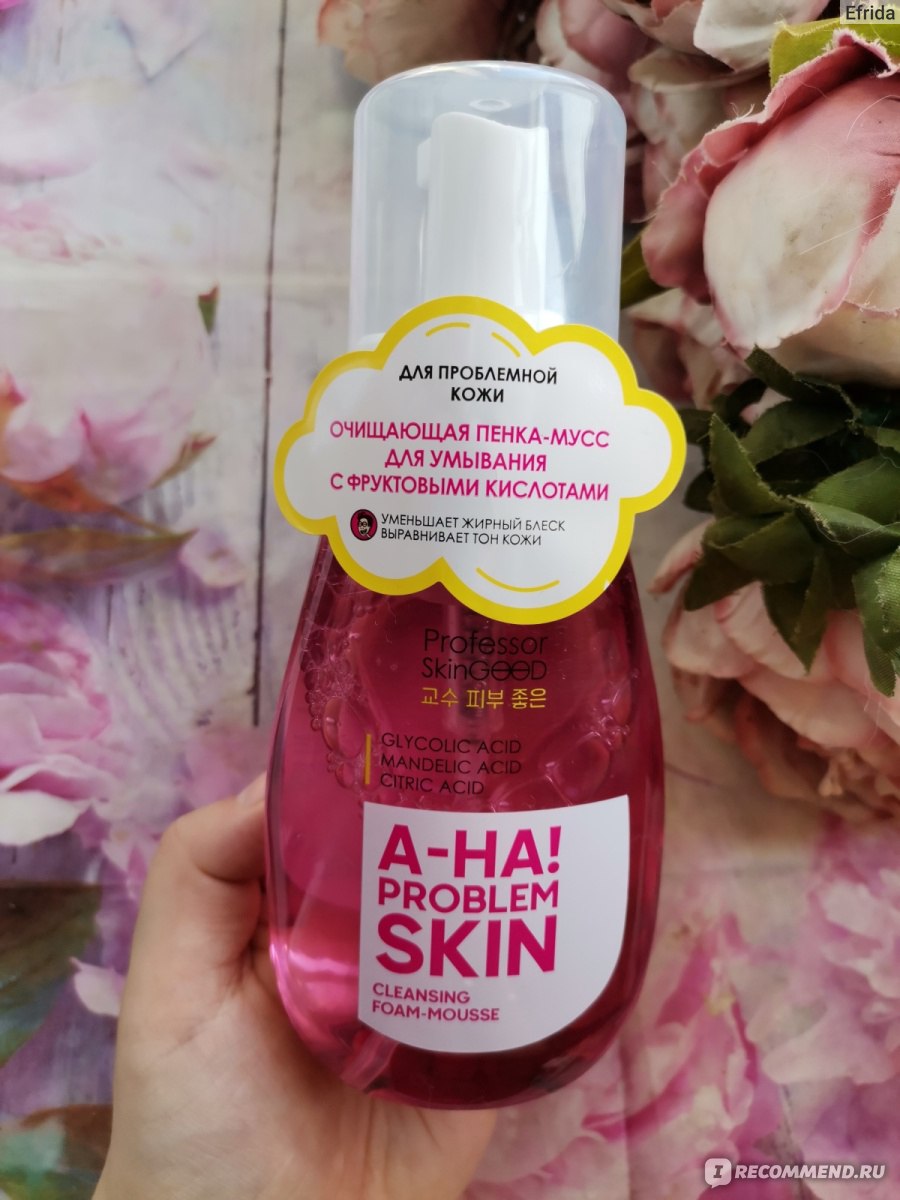 Efrida
ДЛЯ ПРОБЛЕМНОЙ
КОЖИ
ОЧИЩАЮЩАЯ ПЕНКА-МУСС
ДЛЯ УМЫВАНИЯ
С ФРУКТОВЫМИ КИСЛОТАМИ
УМЕНЬШАЕТ ЖИРНЫЙ БЛЕСК
ВЫРАВНИВАЕТ ТОН КОЖИ
Professor
SkinGOOD
교수 피부 좋은
GLYCOLIC ACID
MANDELIC ACID
CITRIC ACID
A-HA!
PROBLEM
SKIN
CLEANSING
FOAM-MOUSSE
IRECOMMEND.RU